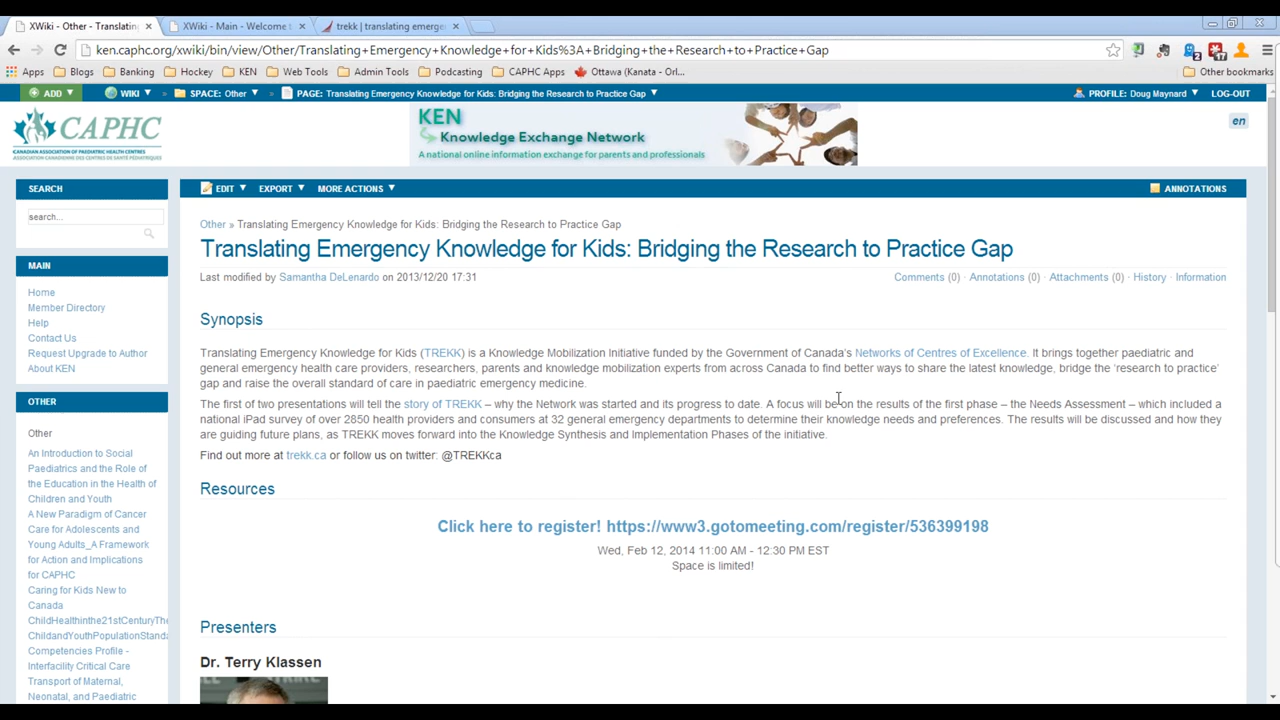 XWiki - Other - Translatin
XWiki - Main - Welcome t
trekk | translating emerge
ken.caphc.org/xwiki/bin/view/Other/Translating+Emergency+Knowledge+for+Kids%3A+Bridging+the+Research+to+Practice+Gap
2
17
Apps
Blogs
Banking
Hockey
KEN
Web Tools
Admin Tools
Podcasting
CAPHC Apps
Ottawa (Kanata - Orl...
Other bookmarks
ADD
WIKI
SPACE: Other
PAGE: Translating Emergency Knowledge for Kids: Bridging the Research to Practice Gap
PROFILE: Doug Maynard
LOG-OUT
CAPHC
CANADIAN ASSOCIATION OF PAEDIATRIC HEALTH CENTRES
ASSOCIATION CANADIENNE DES CENTRES DE SANTÉ PÉDIATRIQUES
KEN
Knowledge Exchange Network
A national online information exchange for parents and professionals
en
SEARCH
search...
MAIN
Home
Member Directory
Help
Contact Us
Request Upgrade to Author
About KEN
OTHER
Other
An Introduction to Social
Paediatrics and the Role of
the Education in the Health of
Children and Youth
A New Paradigm of Cancer
Care for Adolescents and
Young Adults_A Framework
for Action and Implications
for CAPHC
Caring for Kids New to
Canada
ChildHealthinthe21stCenturyThe
ChildandYouthPopulationStanda
Competencies Profile -
Interfacility Critical Care
Transport of Maternal,
Neonatal, and Paediatric
EDIT
EXPORT
MORE ACTIONS
ANNOTATIONS
Other » Translating Emergency Knowledge for Kids: Bridging the Research to Practice Gap
Translating Emergency Knowledge for Kids: Bridging the Research to Practice Gap
Last modified by Samantha DeLenardo on 2013/12/20 17:31
Comments (0) · Annotations (0) · Attachments (0) · History · Information
Synopsis
Translating Emergency Knowledge for Kids (TREKK) is a Knowledge Mobilization Initiative funded by the Government of Canada's Networks of Centres of Excellence. It brings together paediatric and
general emergency health care providers, researchers, parents and knowledge mobilization experts from across Canada to find better ways to share the latest knowledge, bridge the 'research to practice'
gap and raise the overall standard of care in paediatric emergency medicine.
The first of two presentations will tell the story of TREKK – why the Network was started and its progress to date. A focus will be on the results of the first phase – the Needs Assessment – which included a
national iPad survey of over 2850 health providers and consumers at 32 general emergency departments to determine their knowledge needs and preferences. The results will be discussed and how they
are guiding future plans, as TREKK moves forward into the Knowledge Synthesis and Implementation Phases of the initiative.
Find out more at trekk.ca or follow us on twitter: @TREKKca
Resources
Click here to register! https://www3.gotomeeting.com/register/536399198
Wed, Feb 12, 2014 11:00 AM - 12:30 PM EST
Space is limited!
Presenters
Dr. Terry Klassen